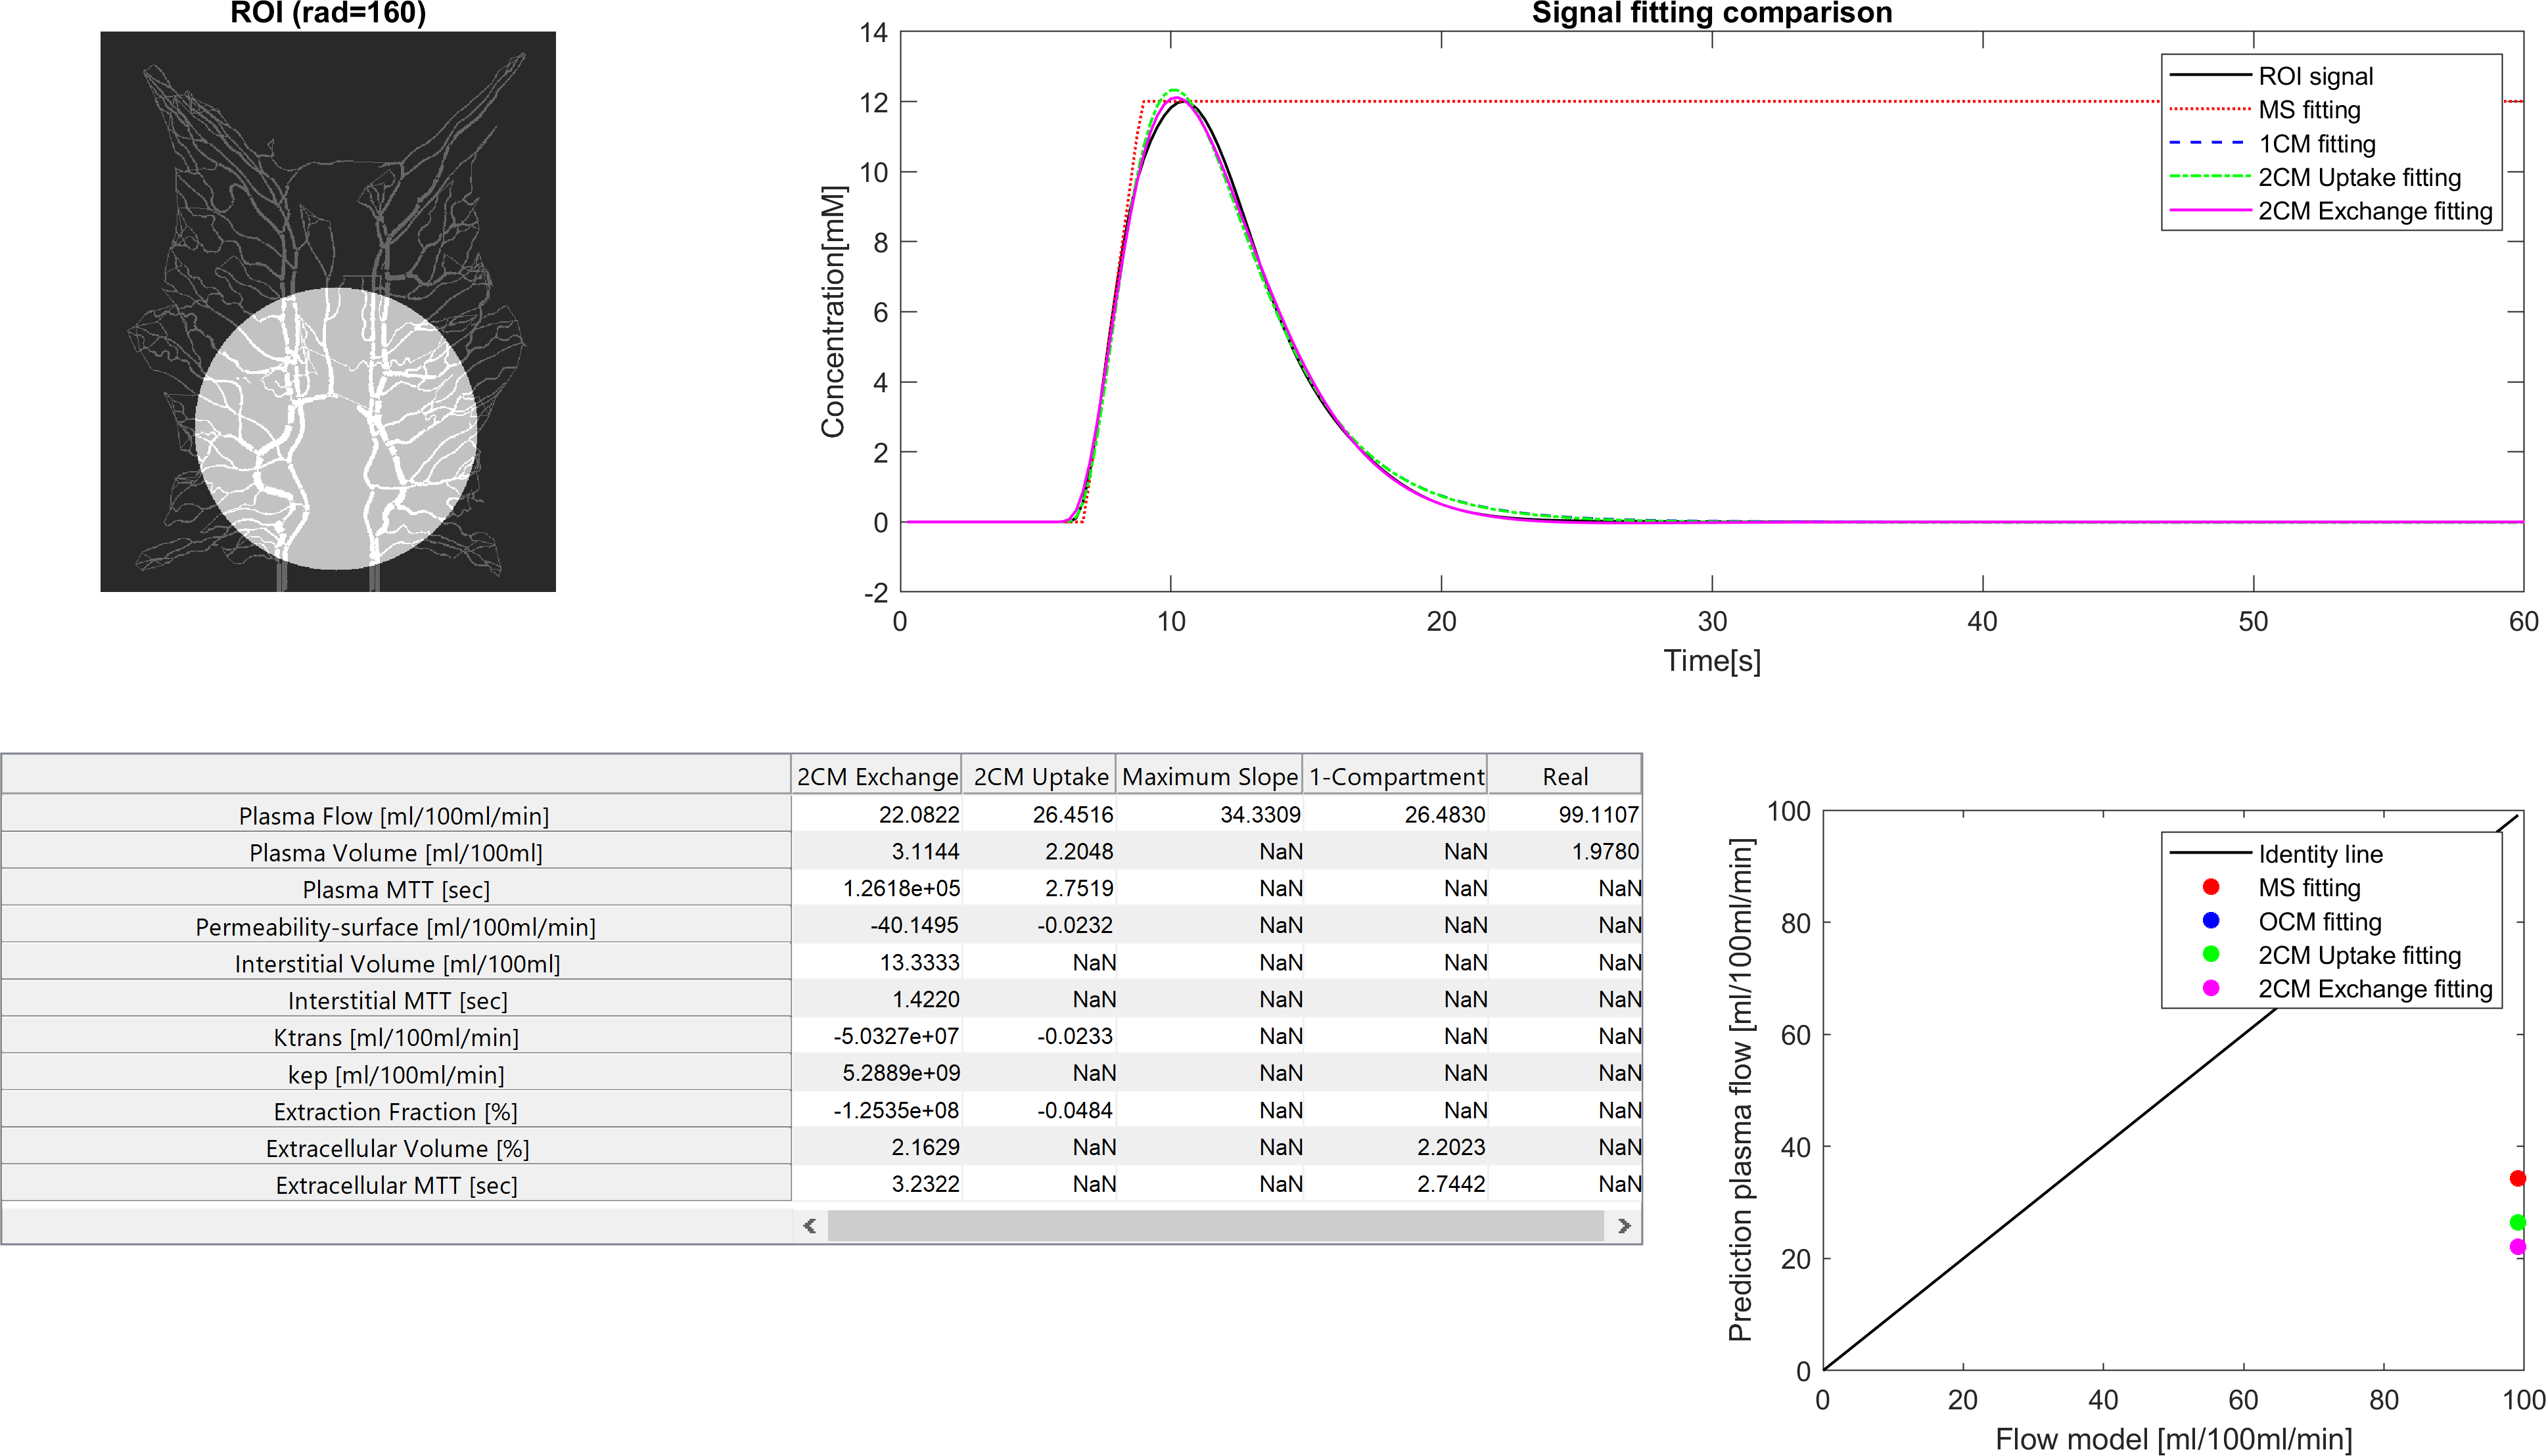 ROI (rad=160)
Signal fitting comparison
14
12
10
8
6
4
2
0
-2
Concentration[mM]
0 10 20 30 40 50 60
Time[s]
ROI signal
MS fitting
1CM fitting
2CM Uptake fitting
2CM Exchange fitting
2CM Exchange 2CM Uptake Maximum Slope 1-Compartment Real
Plasma Flow [ml/100ml/min] 22.0822 26.4516 34.3309 26.4830 99.1107
Plasma Volume [ml/100ml] 3.1144 2.2048 NaN NaN 1.9780
Plasma MTT [sec] 1.2618e+05 2.7519 NaN NaN NaN
Permeability-surface [ml/100ml/min] -40.1495 -0.0232 NaN NaN NaN
Interstitial Volume [ml/100ml] 13.3333 NaN NaN NaN NaN
Interstitial MTT [sec] 1.4220 NaN NaN NaN NaN
Ktrans [ml/100ml/min] -5.0327e+07 -0.0233 NaN NaN NaN
kep [ml/100ml/min] 5.2889e+09 NaN NaN NaN NaN
Extraction Fraction [%] -1.2535e+08 -0.0484 NaN NaN NaN
Extracellular Volume [%] 2.1629 NaN NaN 2.2023 NaN
Extracellular MTT [sec] 3.2322 NaN NaN 2.7442 NaN
100
80
60
40
20
0
Prediction plasma flow [ml/100ml/min]
0 20 40 60 80 100
Flow model [ml/100ml/min]
Identity line
MS fitting
OCM fitting
2CM Uptake fitting
2CM Exchange fitting